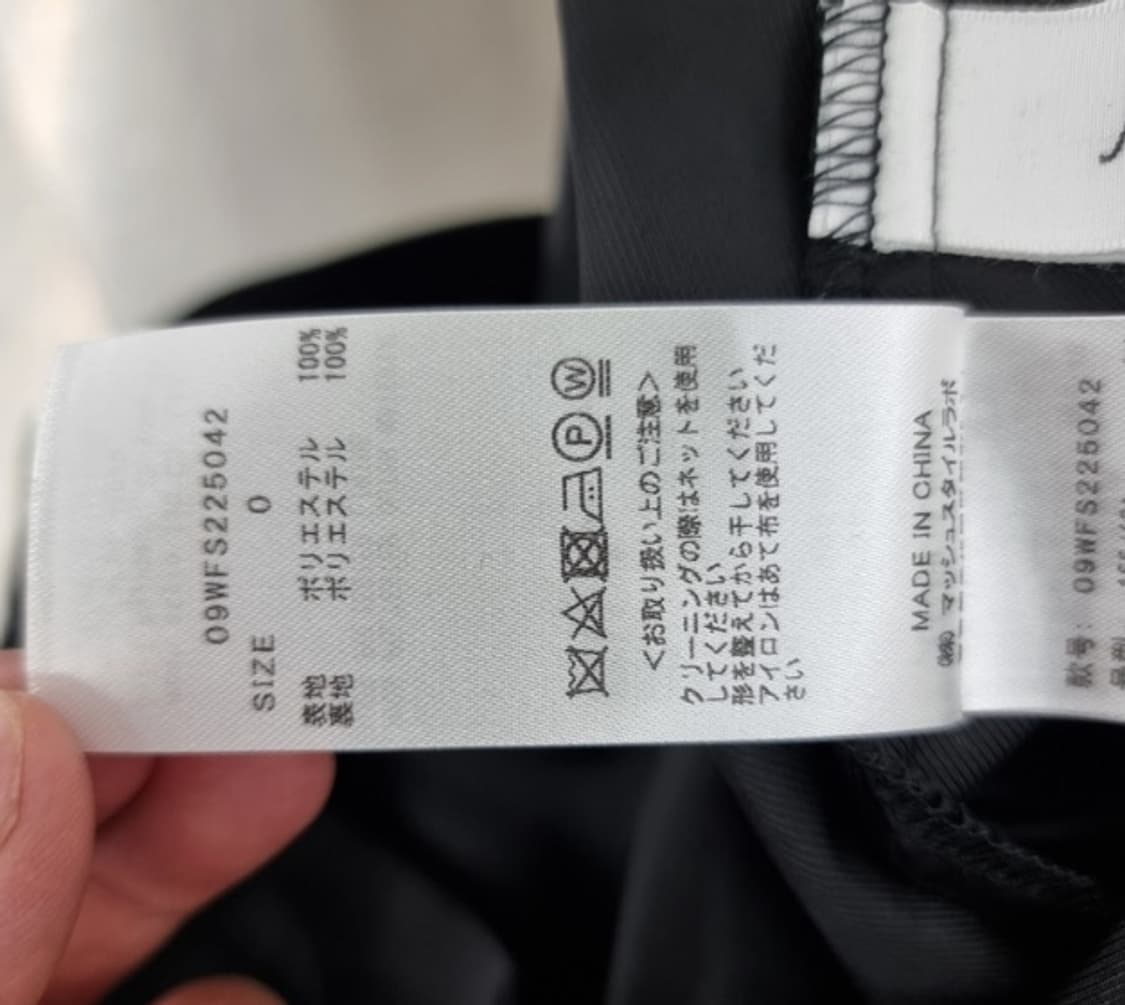 09WFS225042
SIZE 0
表地 ポリエステル 100%
裏地 ポリエステル 100%
P W
<お取り扱い上のご注意>
クリーニングの際はネットを使用
してください
形を整えてから干してください
アイロンはあて布を使用してくだ
さい
MADE IN CHINA
マッシュスタイルラボ
款号: 09WFS225042